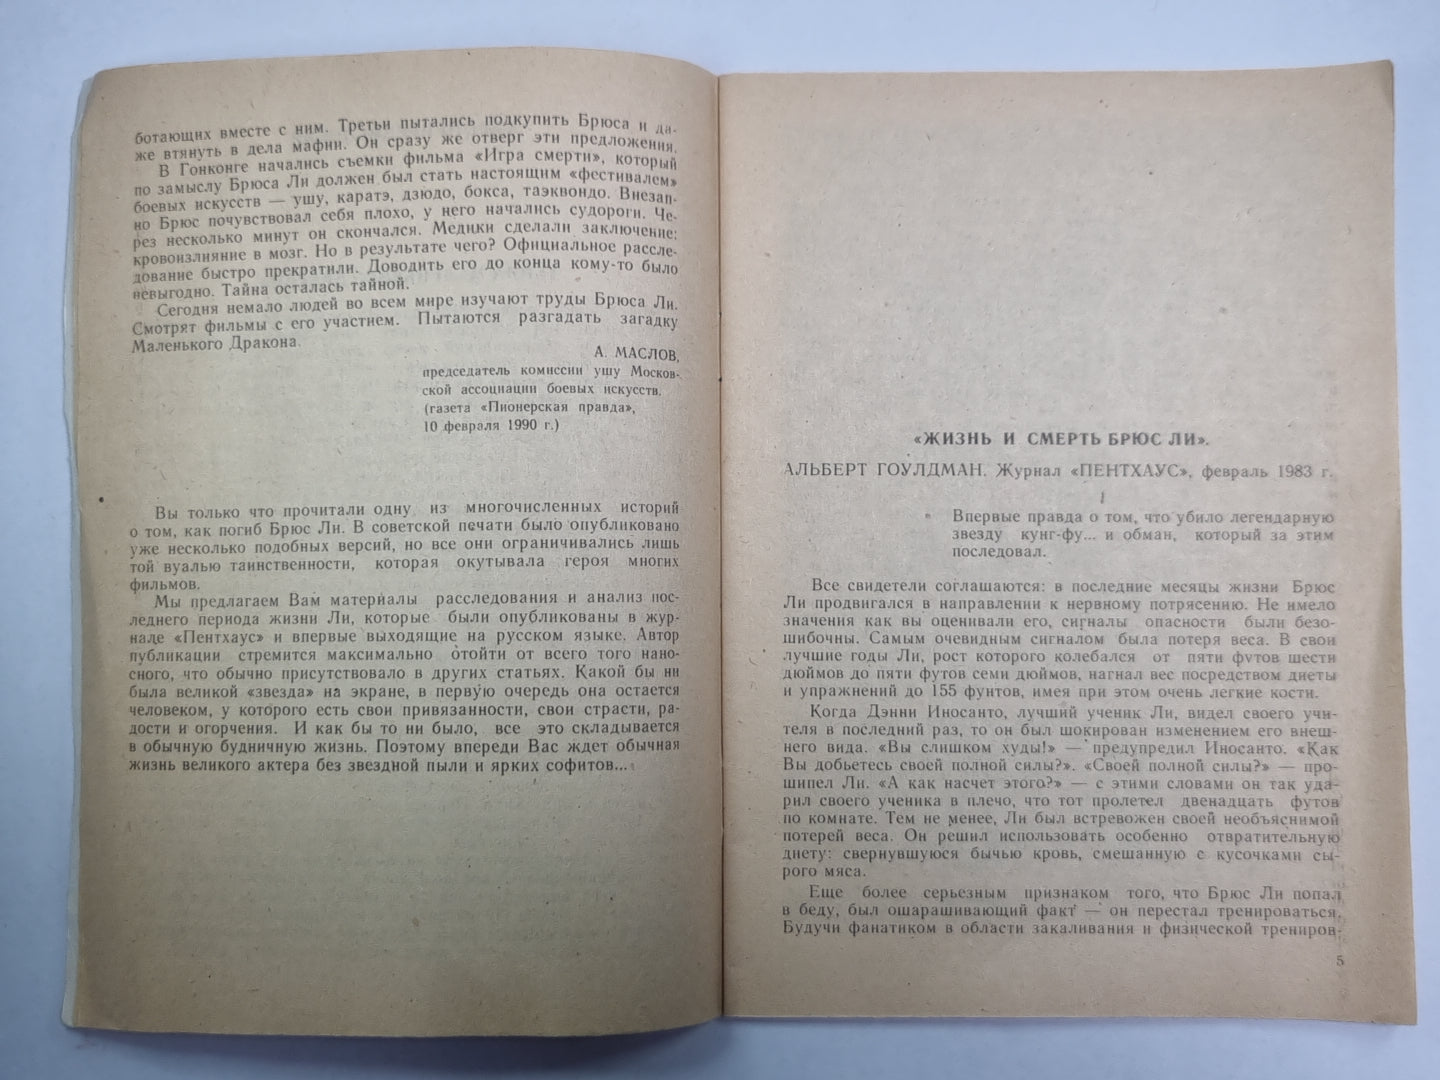 ботающих вместе с ним. Третьи пытались подкупить Брюса и да-
же втянуть в дела мафии. Он сразу же отверг эти предложения.
В Гонконге начались съемки фильма «Игра смерти», который
по замыслу Брюса Ли должен был стать настоящим «фестивалем»
боевых искусств — ушу, каратэ, дзюдо, бокса, таэквондо. Внезап-
но Брюс почувствовал себя плохо, у него начались судороги. Че-
рез несколько минут он скончался. Медики сделали заключение:
кровоизлияние в мозг. Но в результате чего? Официальное рассле-
дование быстро прекратили. Доводить его до конца кому-то было
невыгодно. Тайна осталась тайной.
Сегодня немало людей во всем мире изучают труды Брюса Ли.
Смотрят фильмы с его участием. Пытаются разгадать загадку
Маленького Дракона.
А. МАСЛОВ,
председатель комиссии ушу Москов-
ской ассоциации боевых искусств.
(газета «Пионерская правда»,
10 февраля 1990 г.)
Вы только что прочитали одну из многочисленных историй
о том, как погиб Брюс Ли. В советской печати было опубликовано
уже несколько подобных версий, но все они ограничивались лишь
той вуалью таинственности, которая окутывала героя многих
фильмов.
Мы предлагаем Вам материалы расследования и анализ пос-
леднего периода жизни Ли, которые были опубликованы в жур-
нале «Пентхаус» и впервые выходящие на русском языке. Автор
публикации стремится максимально отойти от всего того нано-
сного, что обычно присутствовало в других статьях. Какой бы ни
была великой «звезда» на экране, в первую очередь она остается
человеком, у которого есть свои привязанности, свои страсти, ра-
дости и огорчения. И как бы то ни было, все это складывается
в обычную будничную жизнь. Поэтому впереди Вас ждет обычная
жизнь великого актера без звездной пыли и ярких софитов...
«ЖИЗНЬ И СМЕРТЬ БРЮС ЛИ».
АЛЬБЕРТ ГОУЛДМАН. Журнал «ПЕНТХАУС», февраль 1983 г.
I
Впервые правда о том, что убило легендарную
звезду кунг-фу... и обман, который за этим
последовал.
Все свидетели соглашаются: в последние месяцы жизни Брюс
Ли продвигался в направлении к нервному потрясению. Не имело
значения как вы оценивали его, сигналы опасности были безо-
шибочны. Самым очевидным сигналом была потеря веса. В свои
лучшие годы Ли, рост которого колебался от пяти футов шести
дюймов до пяти футов семи дюймов, нагнал вес посредством диеты
и упражнений до 155 фунтов, имея при этом очень легкие кости.
Когда Дэнни Иносанто, лучший ученик Ли, видел своего учи-
теля в последний раз, то он был шокирован изменением его внеш-
него вида. «Вы слишком худы!» — предупредил Иносанто. «Как
Вы добьетесь своей полной силы?». «Своей полной силы?» — про-
шипел Ли. «А как насчет этого?» — с этими словами он так уда-
рил своего ученика в плечо, что тот пролетел двенадцать футов
по комнате. Тем не менее, Ли был встревожен своей необъяснимой
потерей веса. Он решил использовать особенно отвратительную
диету: свернувшуюся бычью кровь, смешанную с кусочками сы-
рого мяса.
Еще более серьезным признаком того, что Брюс Ли попал
в беду, был ошарашивающий факт — он перестал тренироваться.
Будучи фанатиком в области закаливания и физической трениров-
5